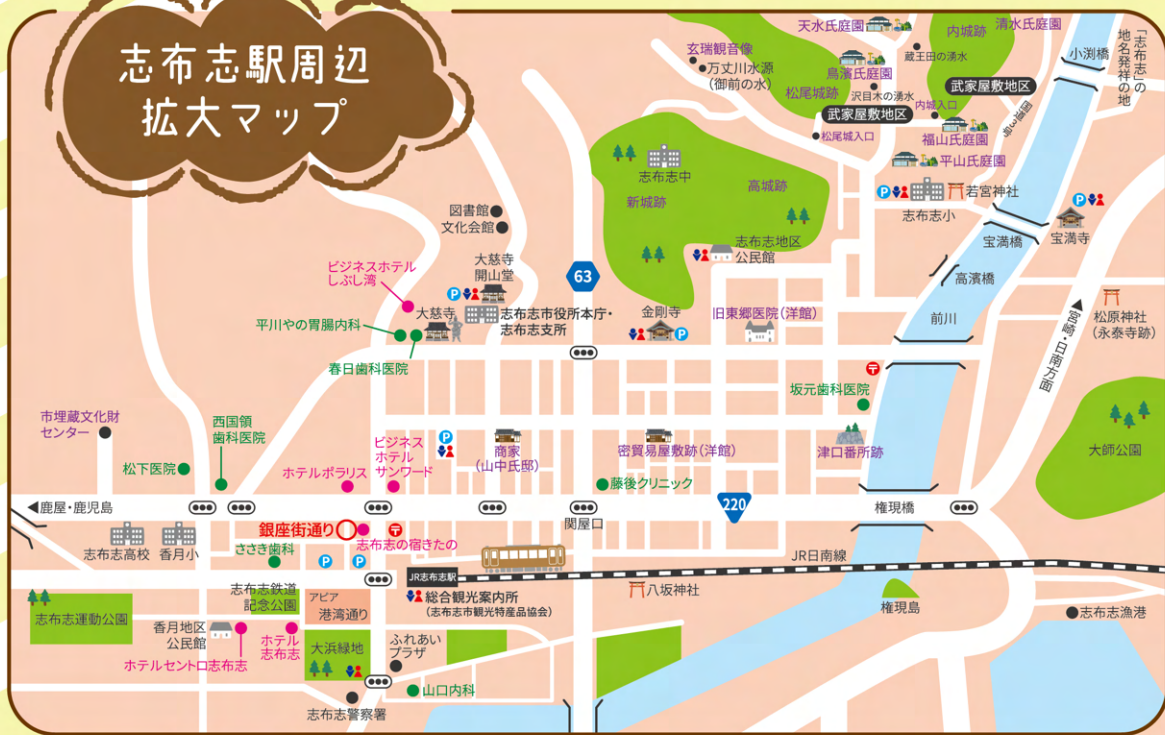 志布志駅周辺
拡大マップ
天水氏庭園
内城跡
清水氏庭園
「志布志」の
地名発祥の地
小渕橋
玄瑞観音像
万丈川水源
(御前の水)
蔵王田の湧水
鳥濱氏庭園
松尾城跡
沢目木の湧水
武家屋敷地区
武家屋敷地区
内城入口
松尾城入口
福山氏庭園
平山氏庭園
志布志中
高城跡
新城跡
P
若宮神社
志布志小
P
宝満寺
宝満橋
高濱橋
図書館
文化会館
志布志地区
公民館
大慈寺
開山堂
ビジネスホテル
しぶし湾
63
P
大慈寺
志布志市役所本庁・
志布志支所
金剛寺
P
旧東郷医院(洋館)
前川
松原神社
(永泰寺跡)
▲宮崎・日南方面
平川やの胃腸内科
春日歯科医院
坂元歯科医院
市埋蔵文化財
センター
西国領
歯科医院
ビジネス
ホテル
サンワード
P
商家
(山中氏邸)
密貿易屋敷跡(洋館)
津口番所跡
大師公園
松下医院
ホテルポラリス
藤後クリニック
◀鹿屋・鹿児島
220
権現橋
関屋口
銀座街通り
志布志の宿きたの
志布志高校
香月小
ささき歯科
P
P
JR日南線
JR志布志駅
総合観光案内所
(志布志市観光特産品協会)
八坂神社
権現島
志布志漁港
志布志鉄道
記念公園
アピア
港湾通り
志布志運動公園
香月地区
公民館
ホテル
志布志
大浜緑地
ふれあい
プラザ
ホテルセントロ志布志
山口内科
志布志警察署